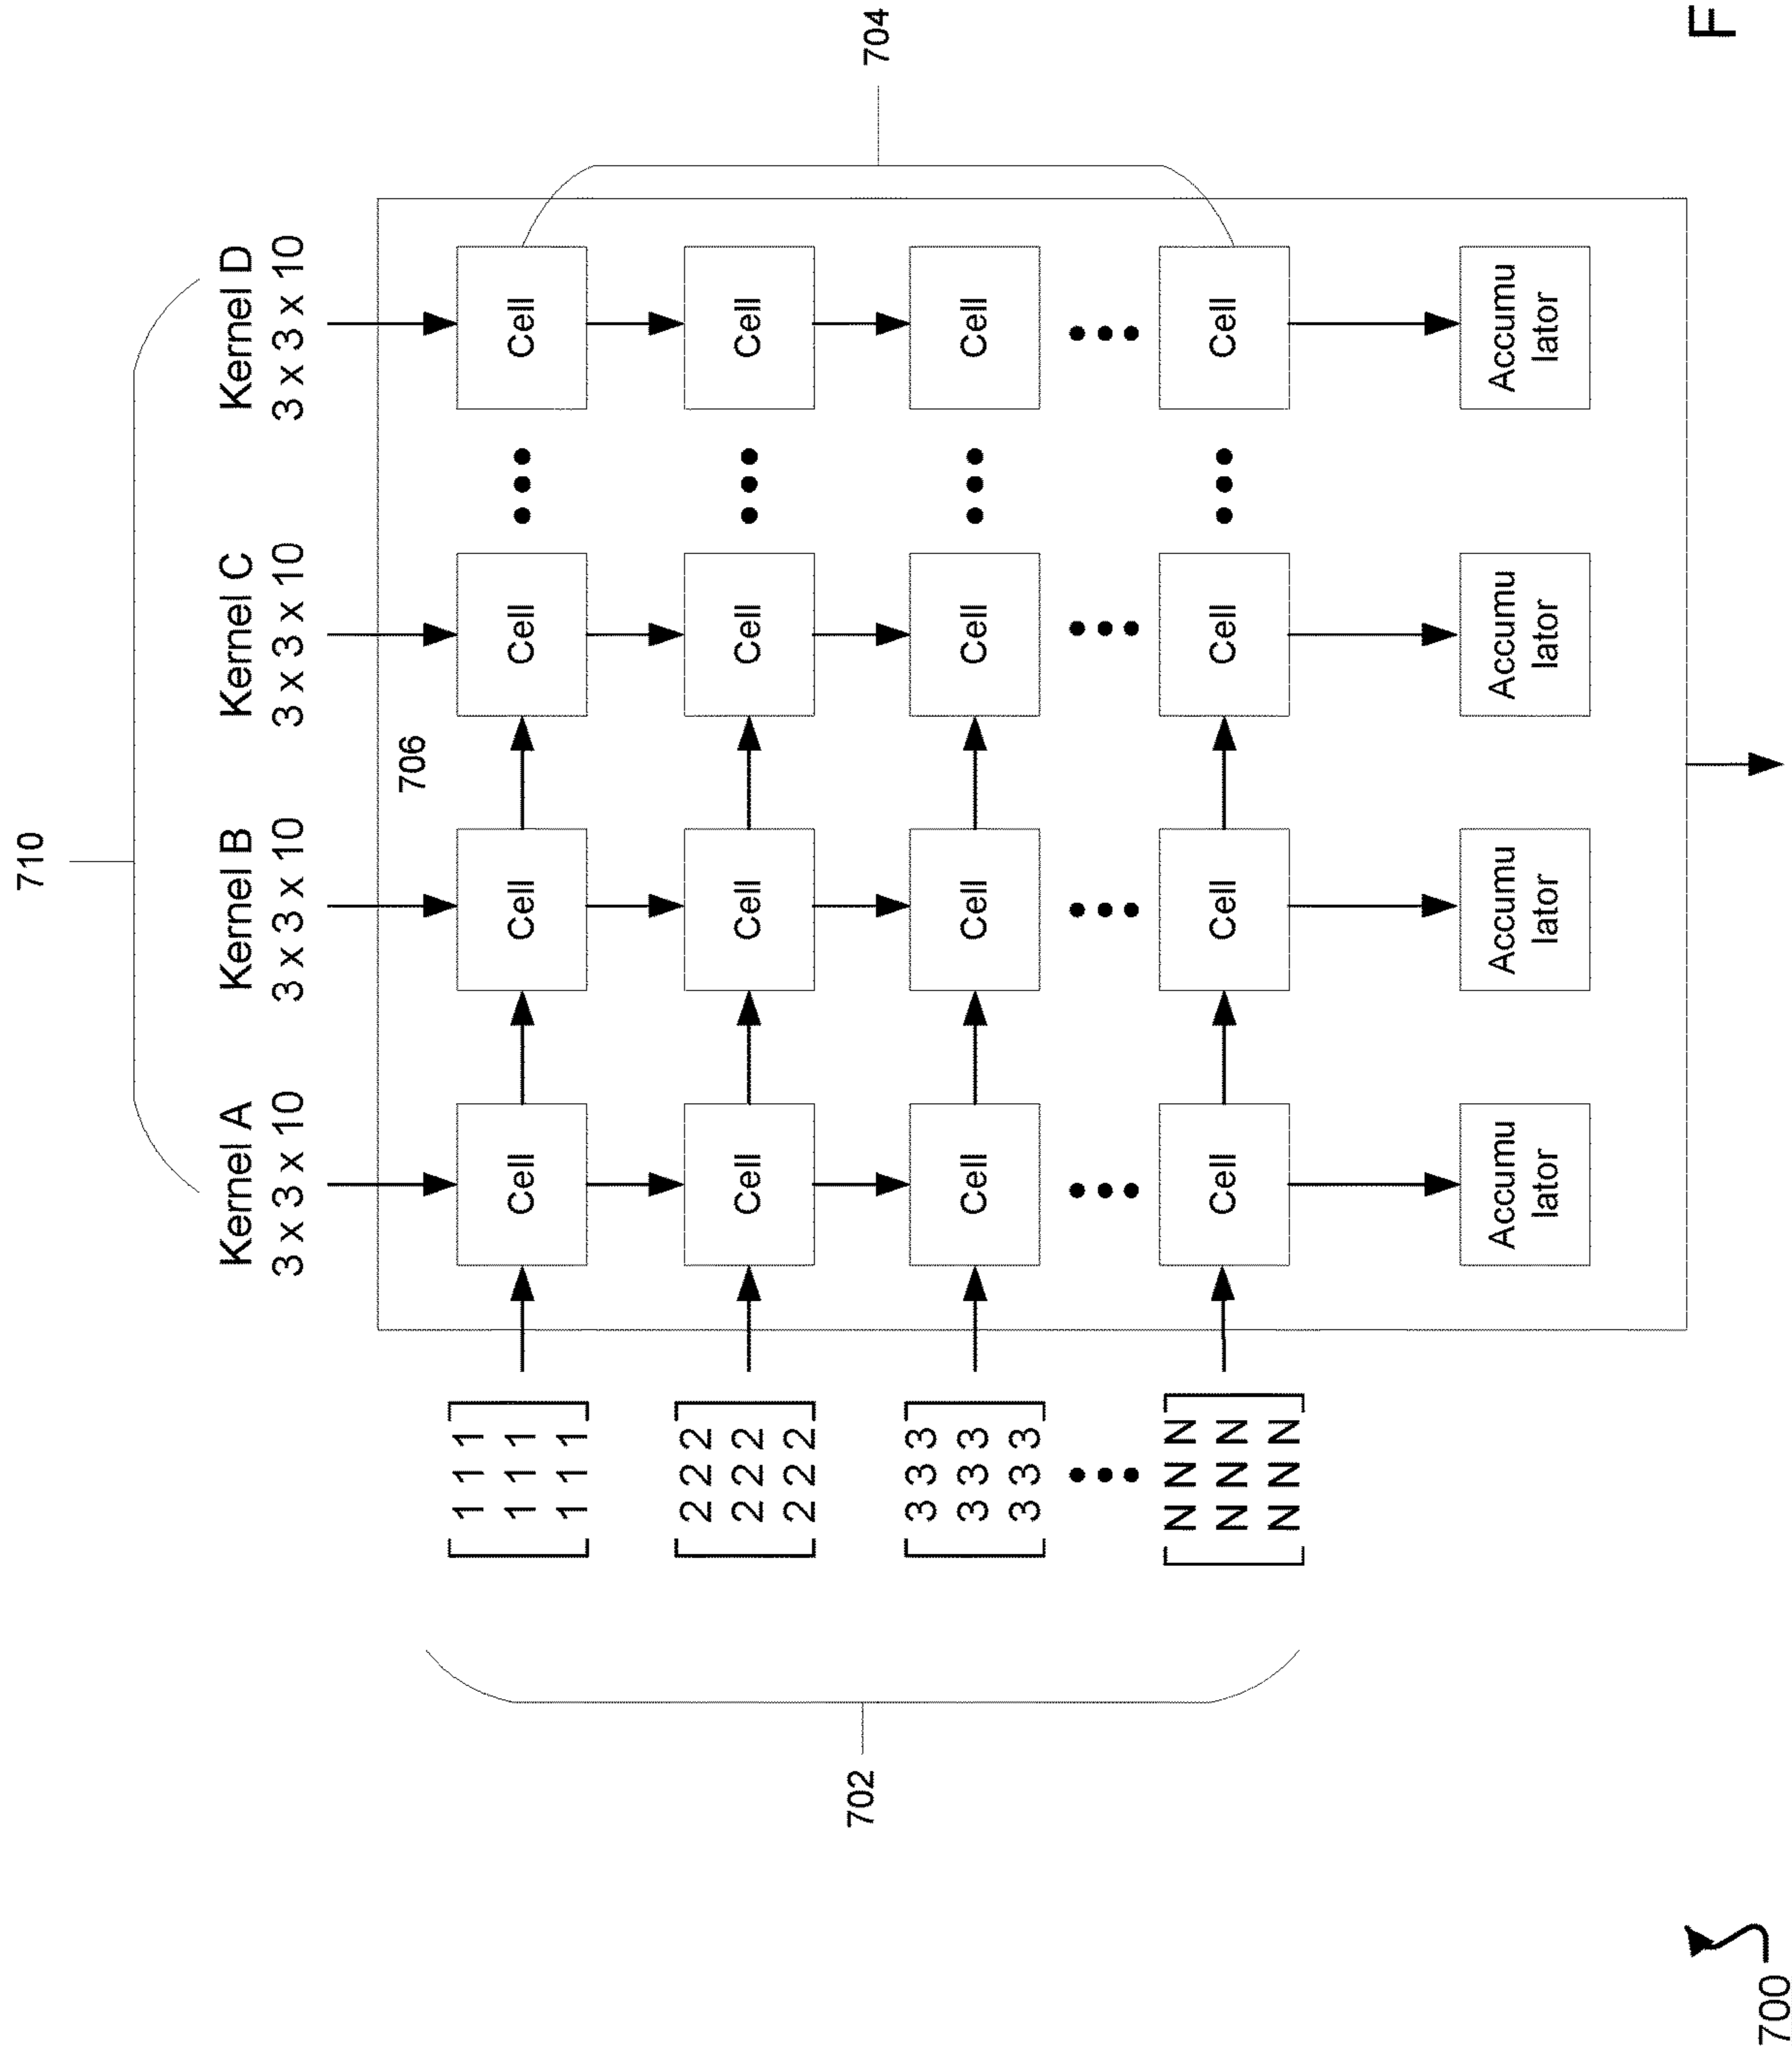 710
Kernel A
3 x 3 x 10
Kernel B
3 x 3 x 10
Kernel C
3 x 3 x 10
Kernel D
3 x 3 x 10
706
1 1 1
1 1 1
1 1 1
Cell
Cell
Cell
Cell
2 2 2
2 2 2
2 2 2
Cell
Cell
Cell
Cell
702
704
3 3 3
3 3 3
3 3 3
Cell
Cell
Cell
Cell
N N N
N N N
N N N
Cell
Cell
Cell
Cell
Accumu
lator
Accumu
lator
Accumu
lator
Accumu
lator
700
F